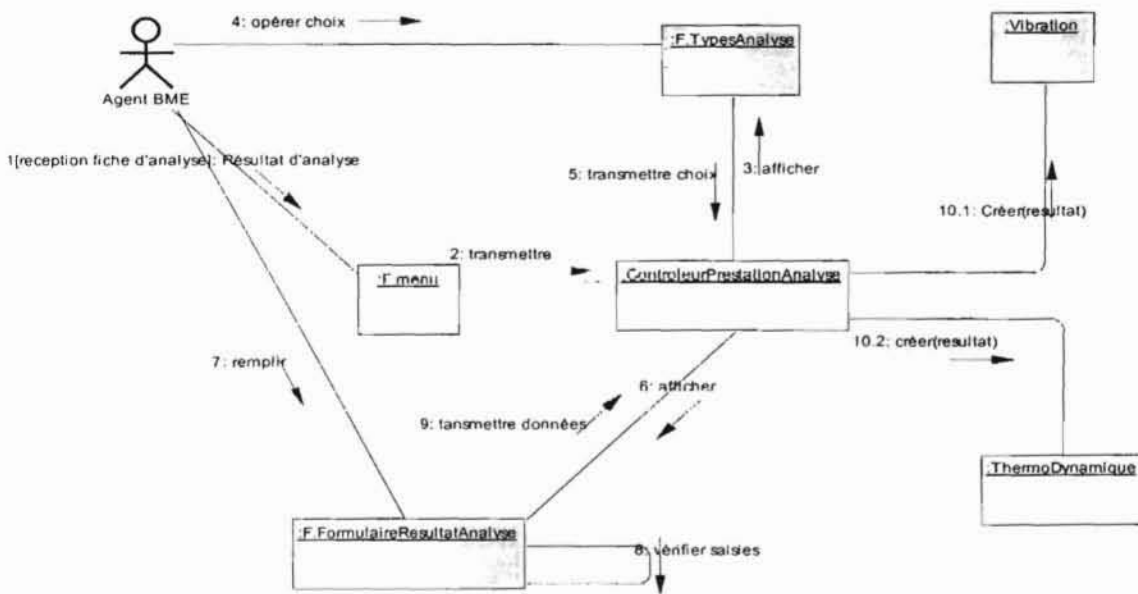 4: opérer choix
:F.TypesAnalyse
:Vibration
Agent BME
1[reception fiche d'analyse]: Résultat d'analyse
5: transmettre choix
3: afficher
10.1: Créer(resultat)
2: transmettre
:F.menu
:ControleurPrestationAnalyse
10.2: créer(resultat)
7: remplir
6: afficher
9: tansmettre données
:ThermoDynamique
:F.FormulaireResultatAnalyse
8: vérifier saisies